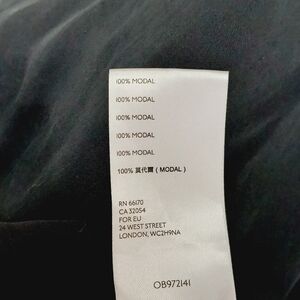 100% MODAL
100% MODAL
100% MODAL
100% MODAL
100% MODAL
100% 莫代爾 (MODAL)
RN 66170
CA 32054
FOR EU
24 WEST STREET
LONDON, WC2H9NA
OB972141